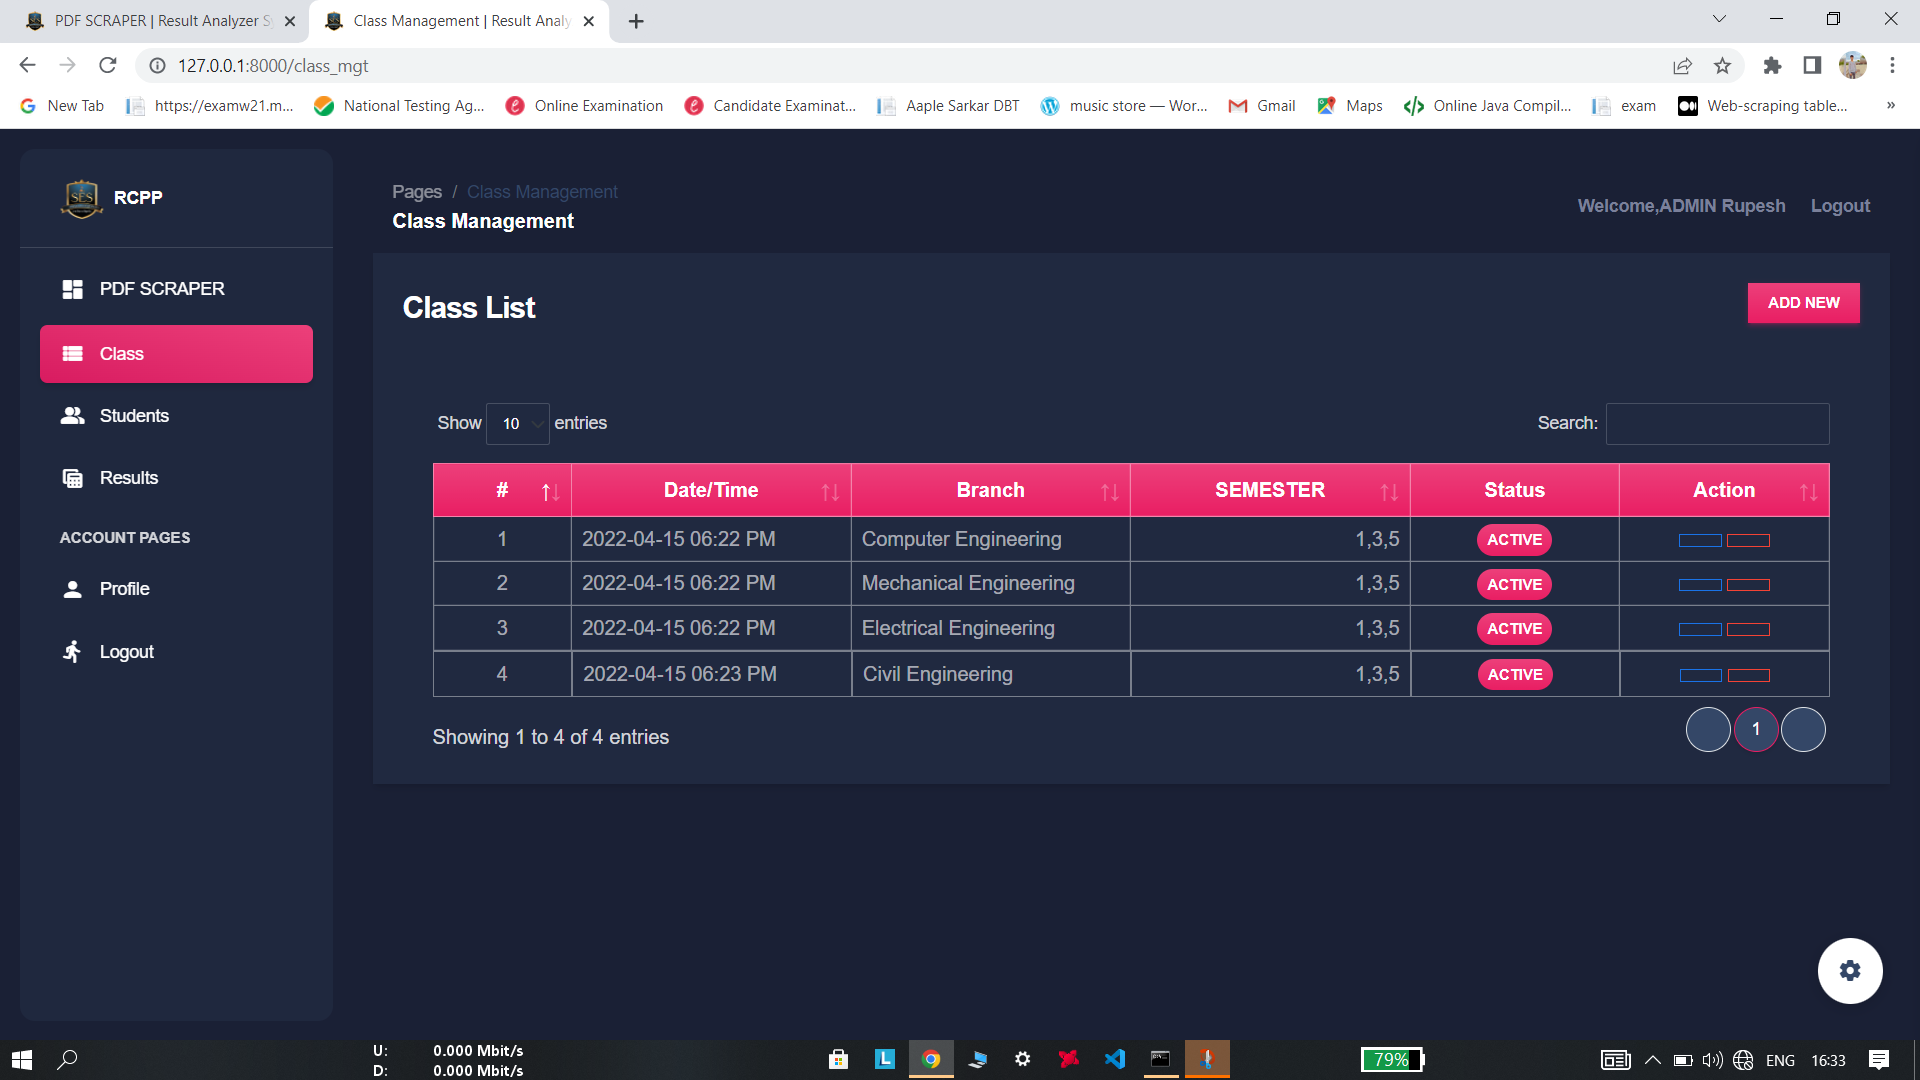 PDF SCRAPER | Result Analyzer S
Class Management | Result Analy
127.0.0.1:8000/class_mgt
New Tab
https://examw21.m...
National Testing Ag...
Online Examination
Candidate Examinat...
Aaple Sarkar DBT
music store — Wor...
Gmail
Maps
Online Java Compil...
exam
Web-scraping table...
»
SES
RCPP
PDF SCRAPER
Class
Students
Results
ACCOUNT PAGES
Profile
Logout
Pages / Class Management
Class Management
Welcome,ADMIN Rupesh Logout
Class List
ADD NEW
Show 10 entries
Search:
# Date/Time Branch SEMESTER Status Action
1 2022-04-15 06:22 PM Computer Engineering 1,3,5 ACTIVE
2 2022-04-15 06:22 PM Mechanical Engineering 1,3,5 ACTIVE
3 2022-04-15 06:22 PM Electrical Engineering 1,3,5 ACTIVE
4 2022-04-15 06:23 PM Civil Engineering 1,3,5 ACTIVE
Showing 1 to 4 of 4 entries
1
U: 0.000 Mbit/s
D: 0.000 Mbit/s
L
79%
ENG
16:33